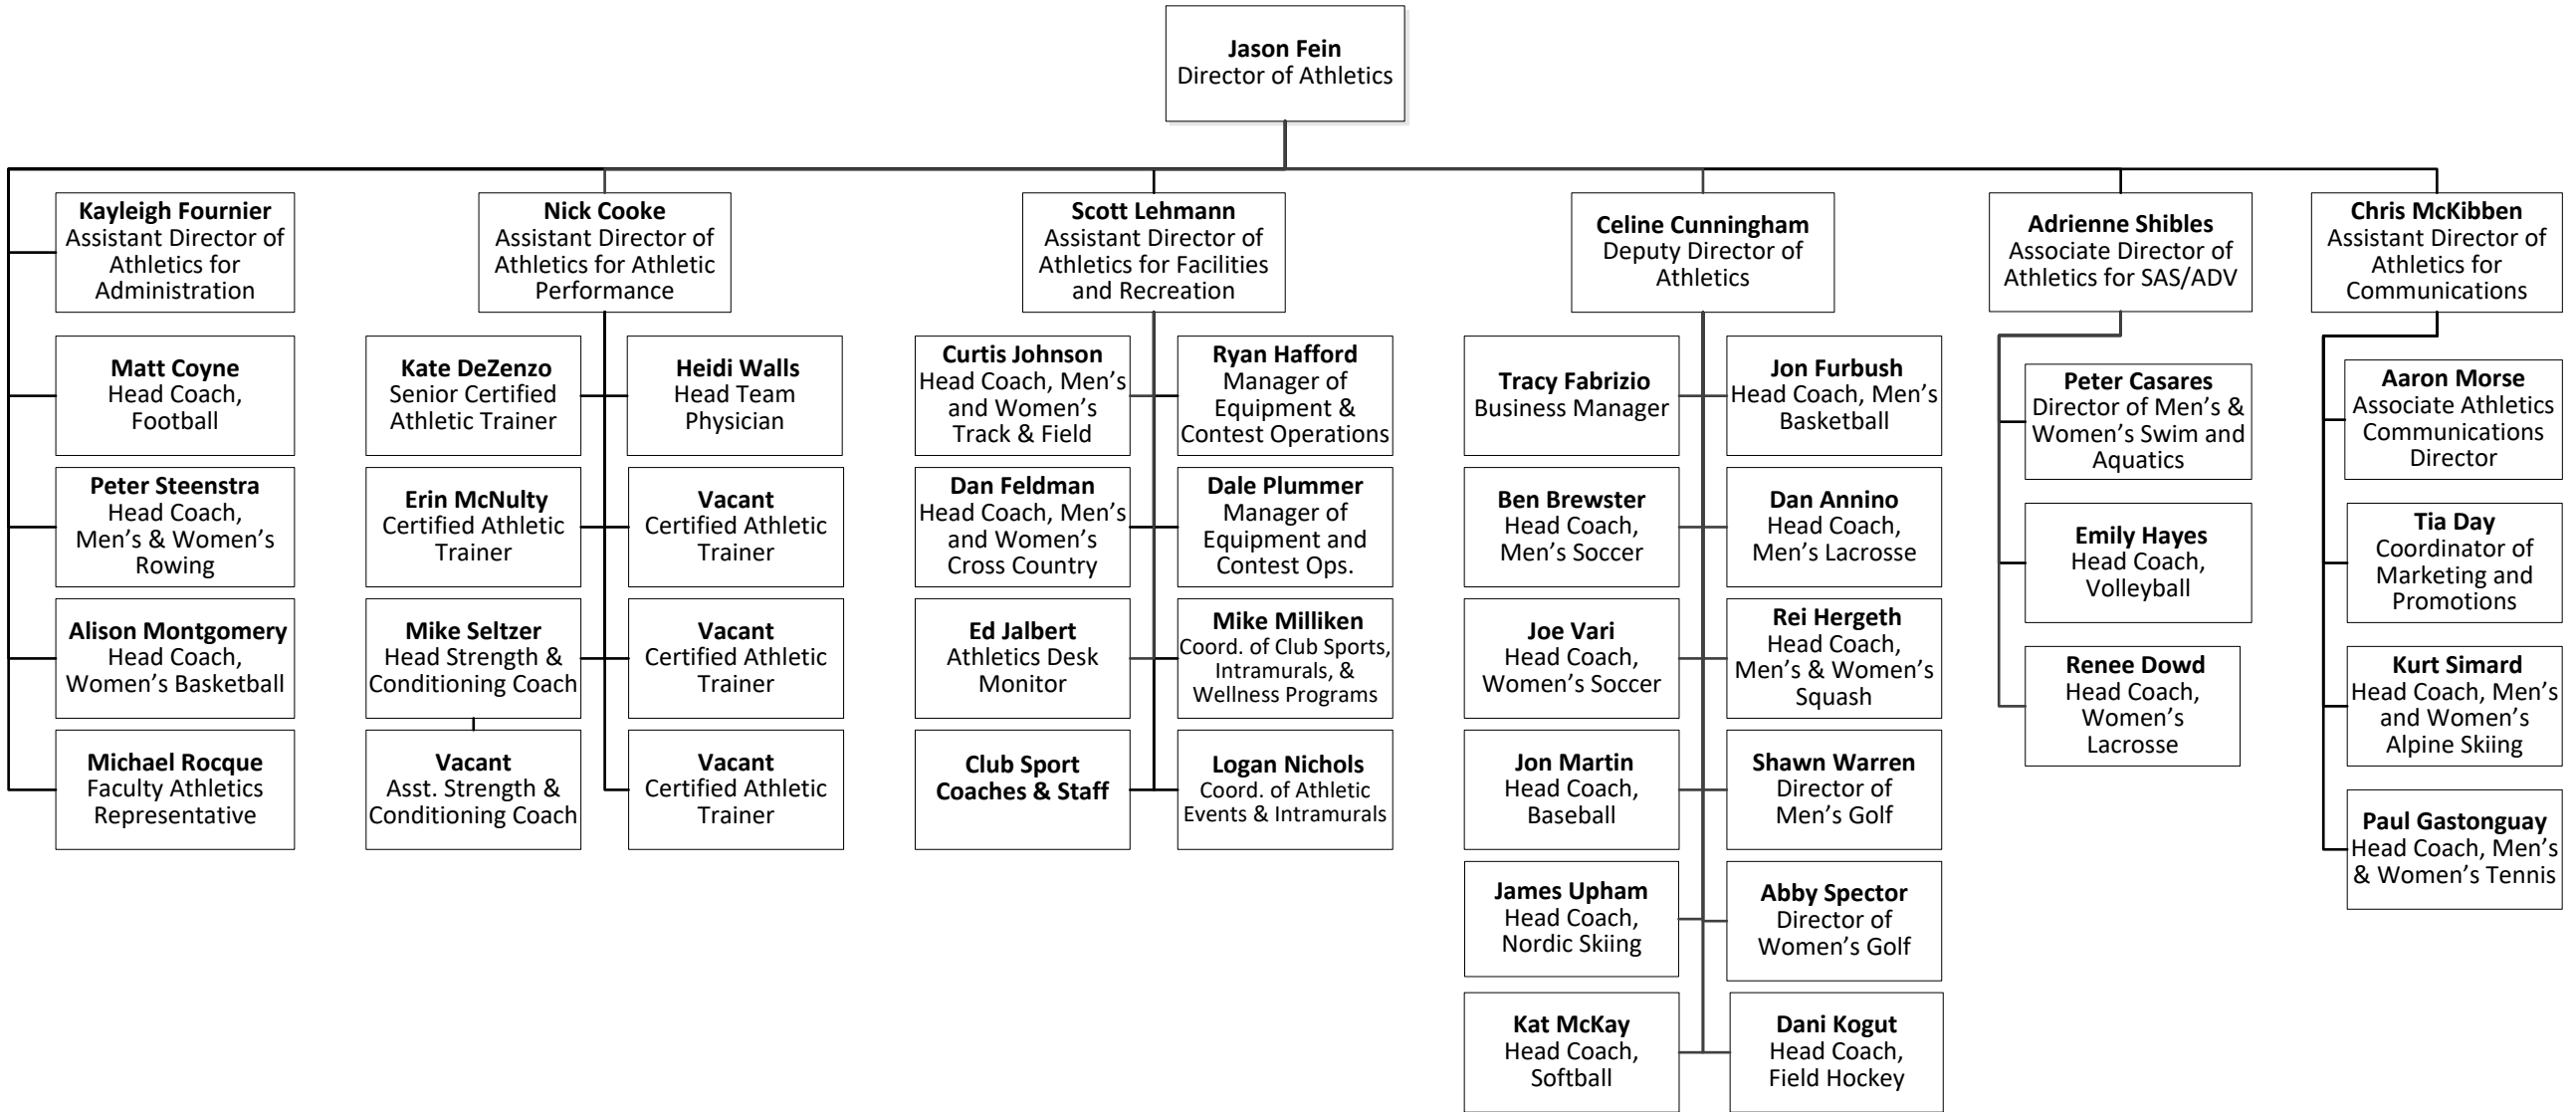 Jason Fein
Director of Athletics
Kayleigh Fournier
Assistant Director of
Athletics for
Administration
Matt Coyne
Head Coach,
Football
Peter Steenstra
Head Coach,
Men’s & Women’s
Rowing
Alison Montgomery
Head Coach,
Women’s Basketball
Michael Rocque
Faculty Athletics
Representative
Nick Cooke
Assistant Director of
Athletics for Athletic
Performance
Kate DeZenzo
Senior Certified
Athletic Trainer
Heidi Walls
Head Team
Physician
Erin McNulty
Certified Athletic
Trainer
Vacant
Certified Athletic
Trainer
Mike Seltzer
Head Strength &
Conditioning Coach
Vacant
Certified Athletic
Trainer
Vacant
Asst. Strength &
Conditioning Coach
Vacant
Certified Athletic
Trainer
Scott Lehmann
Assistant Director of
Athletics for Facilities
and Recreation
Curtis Johnson
Head Coach, Men’s
and Women’s
Track & Field
Ryan Hafford
Manager of
Equipment &
Contest Operations
Dan Feldman
Head Coach, Men’s
and Women’s
Cross Country
Dale Plummer
Manager of
Equipment and
Contest Ops.
Ed Jalbert
Athletics Desk
Monitor
Mike Milliken
Coord. of Club Sports,
Intramurals, &
Wellness Programs
Club Sport
Coaches & Staff
Logan Nichols
Coord. of Athletic
Events & Intramurals
Celine Cunningham
Deputy Director of
Athletics
Tracy Fabrizio
Business Manager
Jon Furbush
Head Coach, Men’s
Basketball
Ben Brewster
Head Coach,
Men’s Soccer
Dan Annino
Head Coach,
Men’s Lacrosse
Joe Vari
Head Coach,
Women’s Soccer
Rei Hergeth
Head Coach,
Men’s & Women’s
Squash
Jon Martin
Head Coach,
Baseball
Shawn Warren
Director of
Men’s Golf
James Upham
Head Coach,
Nordic Skiing
Abby Spector
Director of
Women’s Golf
Kat McKay
Head Coach,
Softball
Dani Kogut
Head Coach,
Field Hockey
Adrienne Shibles
Associate Director of
Athletics for SAS/ADV
Peter Casares
Director of Men’s &
Women’s Swim and
Aquatics
Emily Hayes
Head Coach,
Volleyball
Renee Dowd
Head Coach,
Women’s
Lacrosse
Chris McKibben
Assistant Director of
Athletics for
Communications
Aaron Morse
Associate Athletics
Communications
Director
Tia Day
Coordinator of
Marketing and
Promotions
Kurt Simard
Head Coach, Men’s
and Women’s
Alpine Skiing
Paul Gastonguay
Head Coach, Men’s
& Women’s Tennis